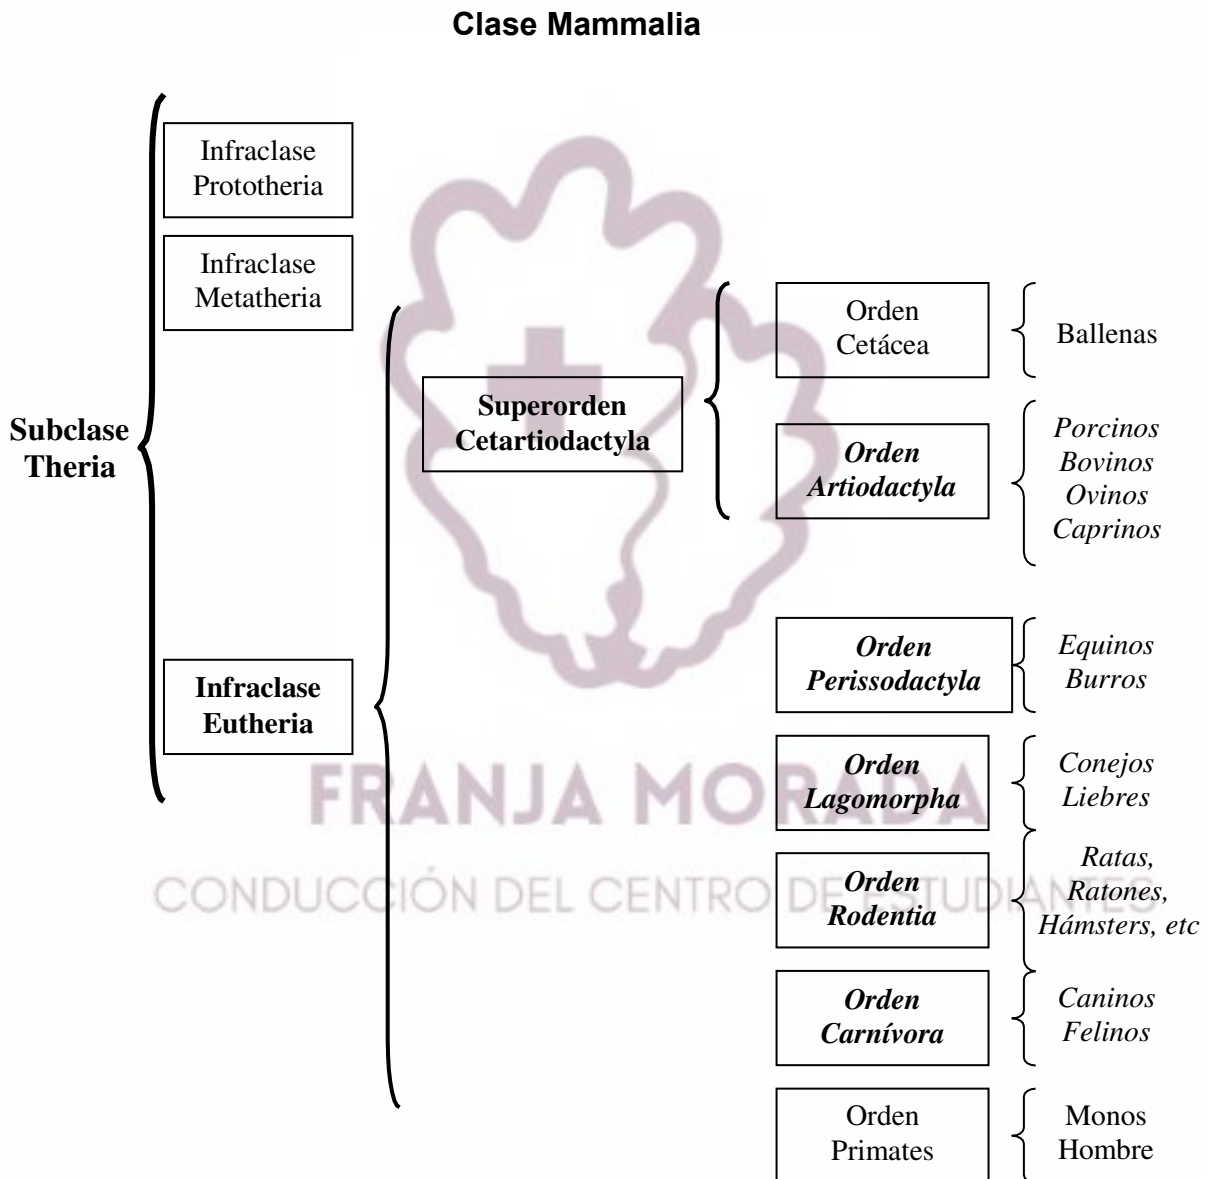 Clase Mammalia
Subclase
Theria
Infraclase
Prototheria
Infraclase
Metatheria
Infraclase
Eutheria
Superorden
Cetartiodactyla
Orden
Cetácea
Ballenas
Orden
Artiodactyla
Porcinos
Bovinos
Ovinos
Caprinos
Orden
Perissodactyla
Equinos
Burros
Orden
Lagomorpha
Conejos
Liebres
Orden
Rodentia
Ratas,
Ratones,
Hámsters, etc
Orden
Carnívora
Caninos
Felinos
Orden
Primates
Monos
Hombre
FRANJA MORADA
CONDUCCIÓN DEL CENTRO DE ESTUDIANTES